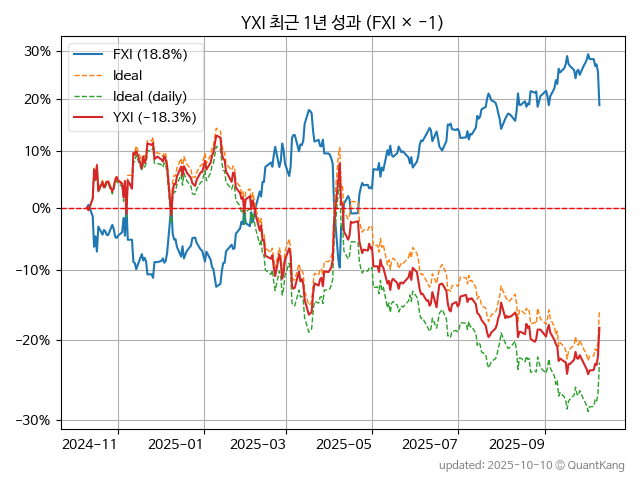 YXI 최근 1년 성과 (FXI × -1)
FXI (18.8%)
Ideal
Ideal (daily)
YXI (−18.3%)
30%
20%
10%
0%
−10%
−20%
−30%
2024-11
2025-01
2025-03
2025-05
2025-07
2025-09
updated: 2025-10-10 © QuantKang